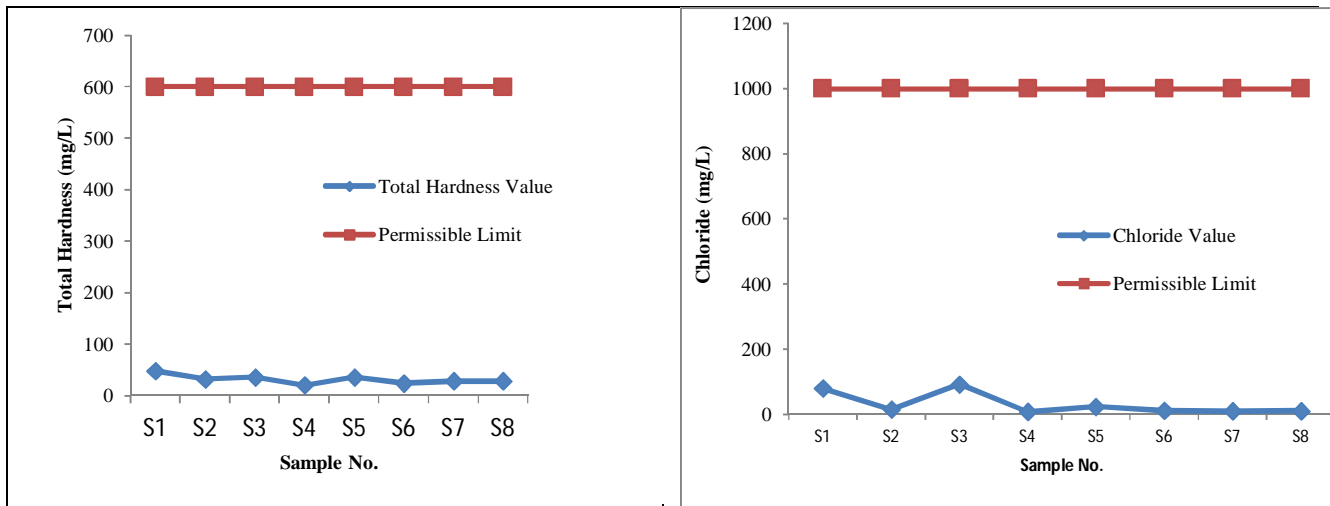 700
600
500
400
300
200
100
0
Total Hardness (mg/L)
Total Hardness Value
Permissible Limit
S1 S2 S3 S4 S5 S6 S7 S8
Sample No.
1200
1000
800
600
400
200
0
Chloride (mg/L)
Chloride Value
Permissible Limit
S1 S2 S3 S4 S5 S6 S7 S8
Sample No.